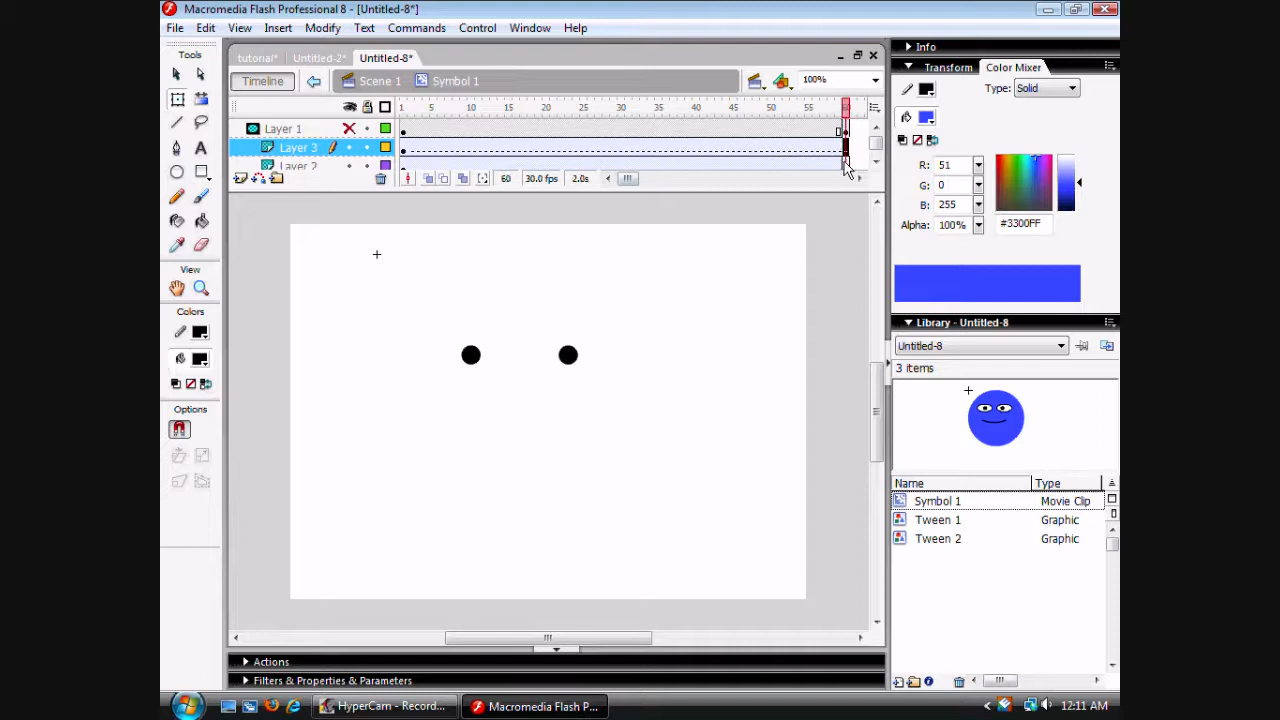 Macromedia Flash Professional 8 - [Untitled-8*]
File Edit View Insert Modify Text Commands Control Window Help
Tools
tutorial* Untitled-2* Untitled-8*
Timeline Scene 1 Symbol 1 100%
1 5 10 15 20 25 30 35 40 45 50 55 60
Layer 1
Layer 3
Layer 2
60 30.0 fps 2.0s
View
Colors
Options
Info
Transform Color Mixer
Type: Solid
R: 51
G: 0
B: 255
Alpha: 100% #3300FF
Library - Untitled-8
Untitled-8
3 items
Name Type
Symbol 1 Movie Clip
Tween 1 Graphic
Tween 2 Graphic
Actions
Filters & Properties & Parameters
HyperCam - Recor... Macromedia Flash P... 12:11 AM